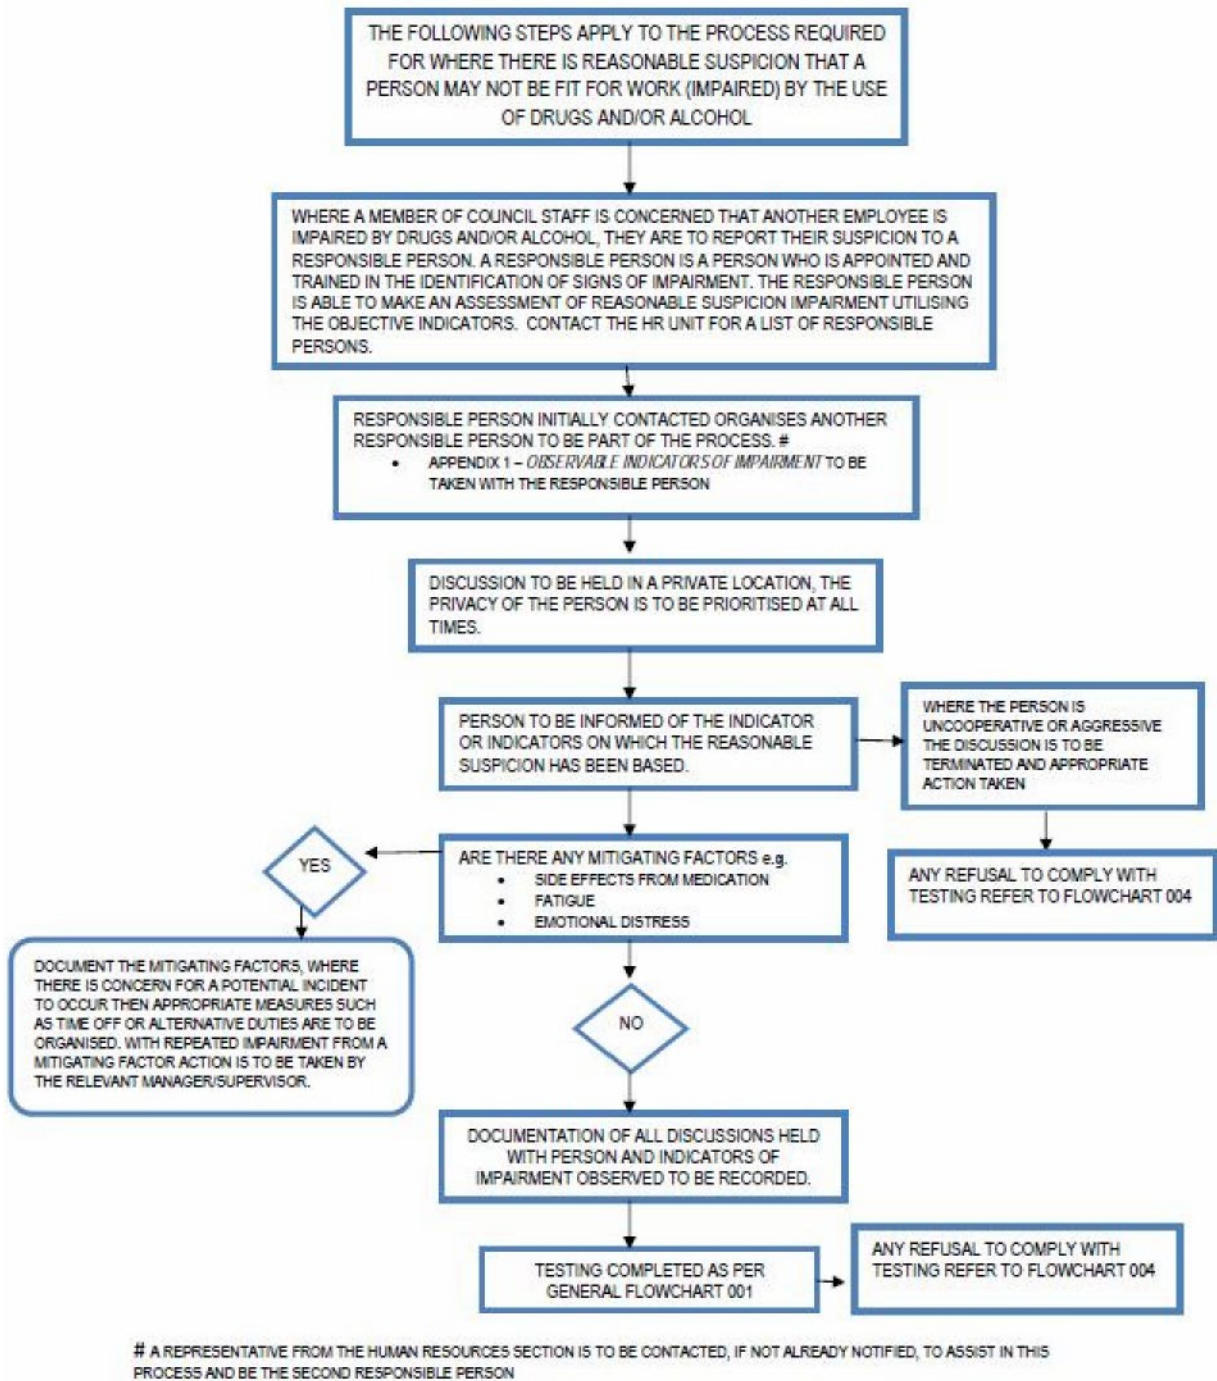 THE FOLLOWING STEPS APPLY TO THE PROCESS REQUIRED
FOR WHERE THERE IS REASONABLE SUSPICION THAT A
PERSON MAY NOT BE FIT FOR WORK (IMPAIRED) BY THE USE
OF DRUGS AND/OR ALCOHOL
WHERE A MEMBER OF COUNCIL STAFF IS CONCERNED THAT ANOTHER EMPLOYEE IS
IMPAIRED BY DRUGS AND/OR ALCOHOL, THEY ARE TO REPORT THEIR SUSPICION TO A
RESPONSIBLE PERSON. A RESPONSIBLE PERSON IS A PERSON WHO IS APPOINTED AND
TRAINED IN THE IDENTIFICATION OF SIGNS OF IMPAIRMENT. THE RESPONSIBLE PERSON
IS ABLE TO MAKE AN ASSESSMENT OF REASONABLE SUSPICION IMPAIRMENT UTILISING
THE OBJECTIVE INDICATORS. CONTACT THE HR UNIT FOR A LIST OF RESPONSIBLE
PERSONS.
RESPONSIBLE PERSON INITIALLY CONTACTED ORGANISES ANOTHER
RESPONSIBLE PERSON TO BE PART OF THE PROCESS. #
• APPENDIX 1 – OBSERVABLE INDICATORS OF IMPAIRMENT TO BE
TAKEN WITH THE RESPONSIBLE PERSON
DISCUSSION TO BE HELD IN A PRIVATE LOCATION, THE
PRIVACY OF THE PERSON IS TO BE PRIORITISED AT ALL
TIMES.
PERSON TO BE INFORMED OF THE INDICATOR
OR INDICATORS ON WHICH THE REASONABLE
SUSPICION HAS BEEN BASED.
WHERE THE PERSON IS
UNCOOPERATIVE OR AGGRESSIVE
THE DISCUSSION IS TO BE
TERMINATED AND APPROPRIATE
ACTION TAKEN
ANY REFUSAL TO COMPLY WITH
TESTING REFER TO FLOWCHART 004
ARE THERE ANY MITIGATING FACTORS e.g.
• SIDE EFFECTS FROM MEDICATION
• FATIGUE
• EMOTIONAL DISTRESS
YES
DOCUMENT THE MITIGATING FACTORS, WHERE
THERE IS CONCERN FOR A POTENTIAL INCIDENT
TO OCCUR THEN APPROPRIATE MEASURES SUCH
AS TIME OFF OR ALTERNATIVE DUTIES ARE TO BE
ORGANISED. WITH REPEATED IMPAIRMENT FROM A
MITIGATING FACTOR ACTION IS TO BE TAKEN BY
THE RELEVANT MANAGER/SUPERVISOR.
NO
DOCUMENTATION OF ALL DISCUSSIONS HELD
WITH PERSON AND INDICATORS OF
IMPAIRMENT OBSERVED TO BE RECORDED.
TESTING COMPLETED AS PER
GENERAL FLOWCHART 001
ANY REFUSAL TO COMPLY WITH
TESTING REFER TO FLOWCHART 004
# A REPRESENTATIVE FROM THE HUMAN RESOURCES SECTION IS TO BE CONTACTED, IF NOT ALREADY NOTIFIED, TO ASSIST IN THIS
PROCESS AND BE THE SECOND RESPONSIBLE PERSON